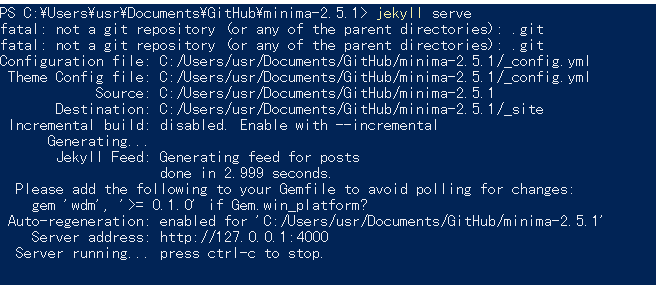 PS C:¥Users¥usr¥Documents¥GitHub¥minima-2.5.1> jekyll serve
fatal: not a git repository (or any of the parent directories): .git
fatal: not a git repository (or any of the parent directories): .git
Configuration file: C:/Users/usr/Documents/GitHub/minima-2.5.1/_config.yml
Theme Config file: C:/Users/usr/Documents/GitHub/minima-2.5.1/_config.yml
Source: C:/Users/usr/Documents/GitHub/minima-2.5.1
Destination: C:/Users/usr/Documents/GitHub/minima-2.5.1/_site
Incremental build: disabled. Enable with --incremental
Generating...
Jekyll Feed: Generating feed for posts
done in 2.999 seconds.
Please add the following to your Gemfile to avoid polling for changes:
gem 'wdm', '>= 0.1.0' if Gem.win_platform?
Auto-regeneration: enabled for 'C:/Users/usr/Documents/GitHub/minima-2.5.1'
Server address: http://127.0.0.1:4000
Server running... press ctrl-c to stop.